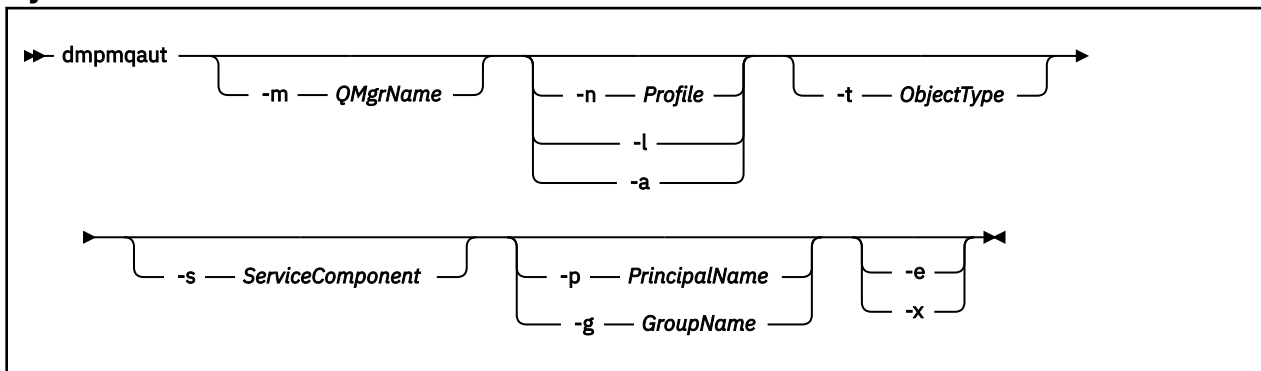 dmpmqaut
-m QMgrName
-n Profile
-t ObjectType
-l
-a
-s ServiceComponent
-p PrincipalName
-e
-g GroupName
-x